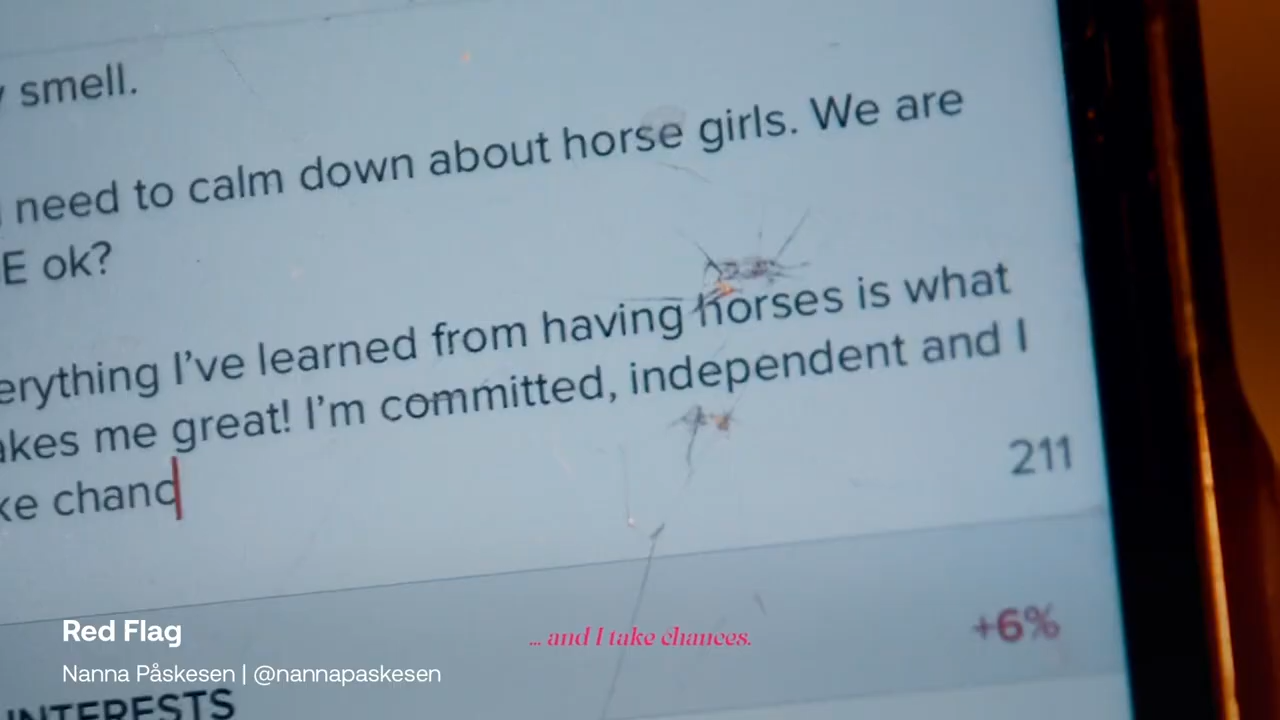 smell.
need to calm down about horse girls. We are
E ok?
erything I've learned from having horses is what
akes me great! I'm committed, independent and I
ke chanc
211
+6%
Red Flag
... and I take chances.
Nanna Påskesen | @nannapaskesen
INTERESTS